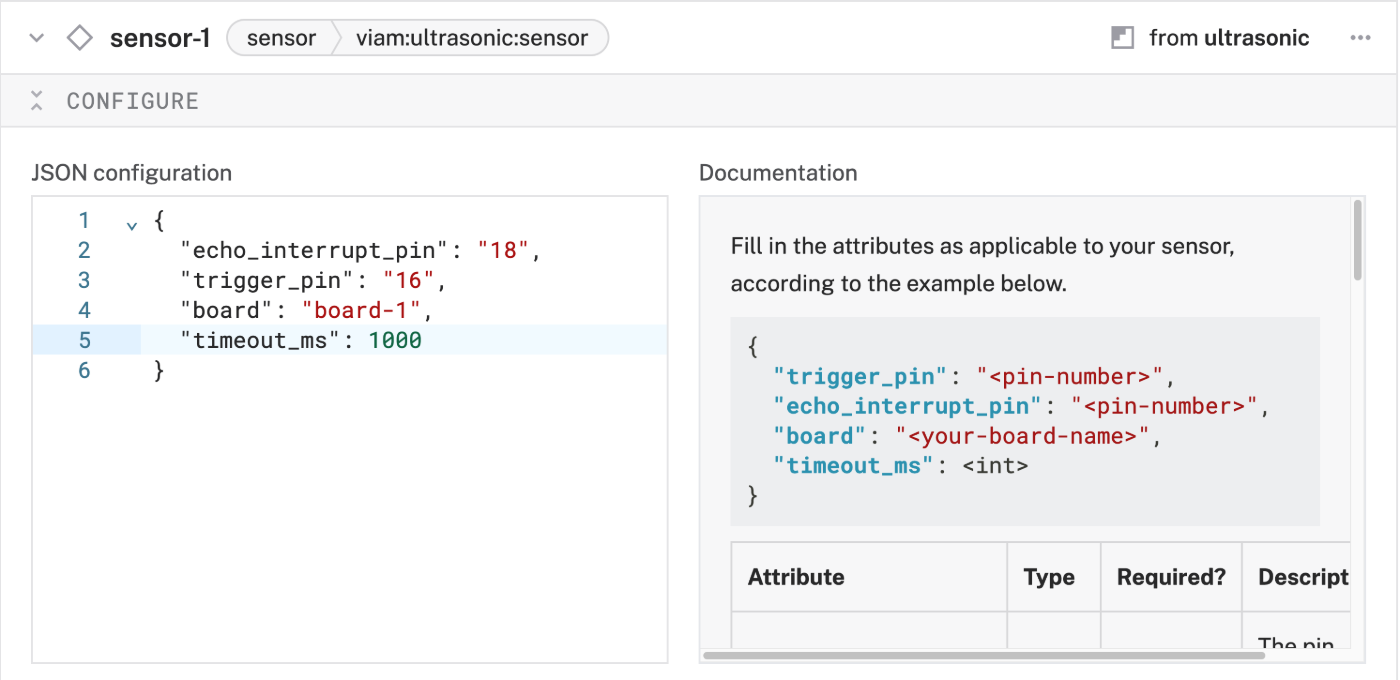 sensor-1 sensor viam:ultrasonic:sensor from ultrasonic
CONFIGURE
JSON configuration
1 {
2 "echo_interrupt_pin": "18",
3 "trigger_pin": "16",
4 "board": "board-1",
5 "timeout_ms": 1000
6 }
Documentation
Fill in the attributes as applicable to your sensor,
according to the example below.
{
"trigger_pin": "<pin-number>",
"echo_interrupt_pin": "<pin-number>",
"board": "<your-board-name>",
"timeout_ms": <int>
}
Attribute Type Required? Descript
The pin